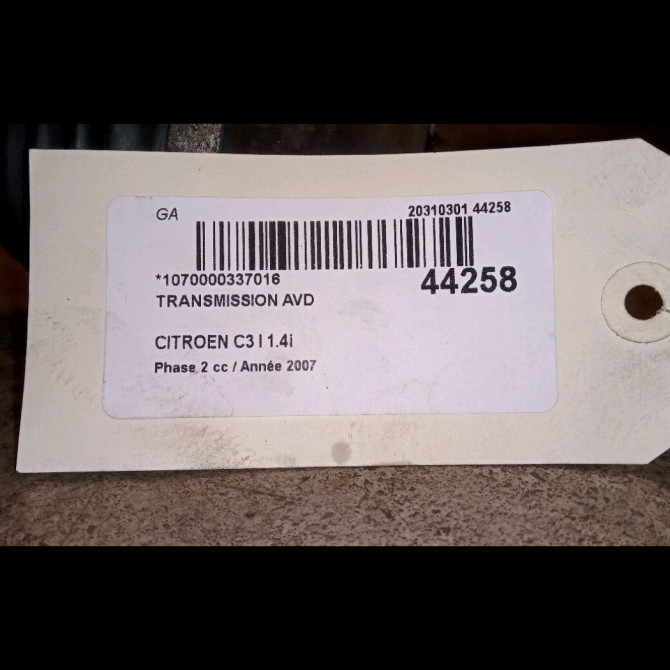 GA
20310301 44258
*1070000337016
44258
TRANSMISSION AVD
CITROEN C3 I 1.4i
Phase 2 cc / Année 2007